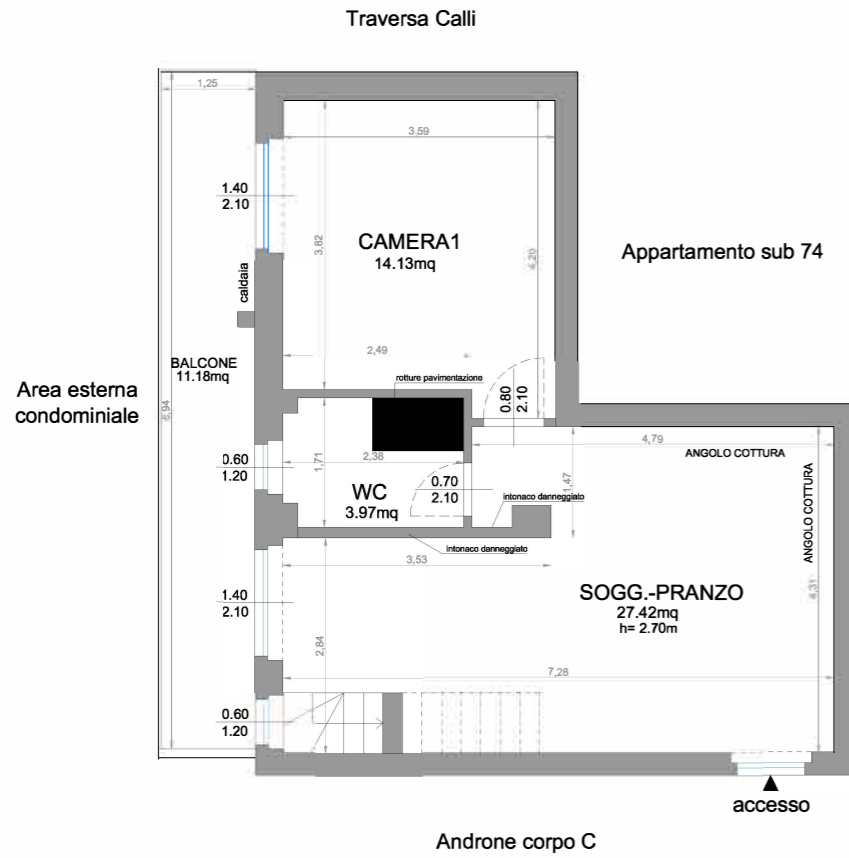 Traversa Calli
1,25
3,59
1.40
2.10
3,82
4,20
CAMERA1
14.13mq
Appartamento sub 74
caldaia
2,49
BALCONE
11.18mq
rotture pavimentazione
0.80
2.10
Area esterna
condominiale
4,79
ANGOLO COTTURA
0.60
1.20
1,71
2,38
0.70
2.10
1,47
WC
3.97mq
intonaco danneggiato
ANGOLO COTTURA
intonaco danneggiato
3,53
4,31
SOGG.-PRANZO
27.42mq
h= 2.70m
1.40
2.10
2,84
7,28
0.60
1.20
accesso
Androne corpo C